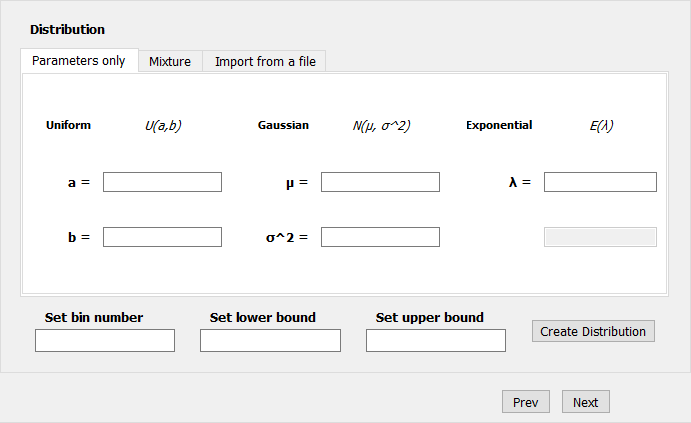 Distribution
Parameters only Mixture Import from a file
Uniform U(a,b) Gaussian N(μ, σ^2) Exponential E(λ)
a = μ = λ =
b = σ^2 =
Set bin number Set lower bound Set upper bound
Create Distribution
Prev Next